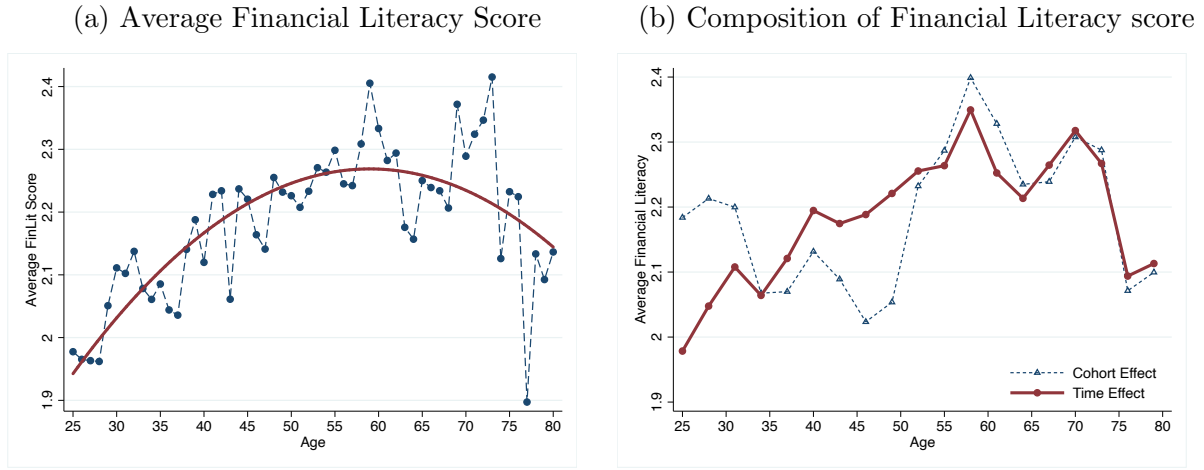 (a) Average Financial Literacy Score
Average FinLit Score
2.4
2.3
2.2
2.1
2
1.9
25 30 35 40 45 50 55 60 65 70 75 80
Age
(b) Composition of Financial Literacy score
Average Financial Literacy
2.4
2.3
2.2
2.1
2
1.9
Cohort Effect
Time Effect
25 30 35 40 45 50 55 60 65 70 75 80
Age